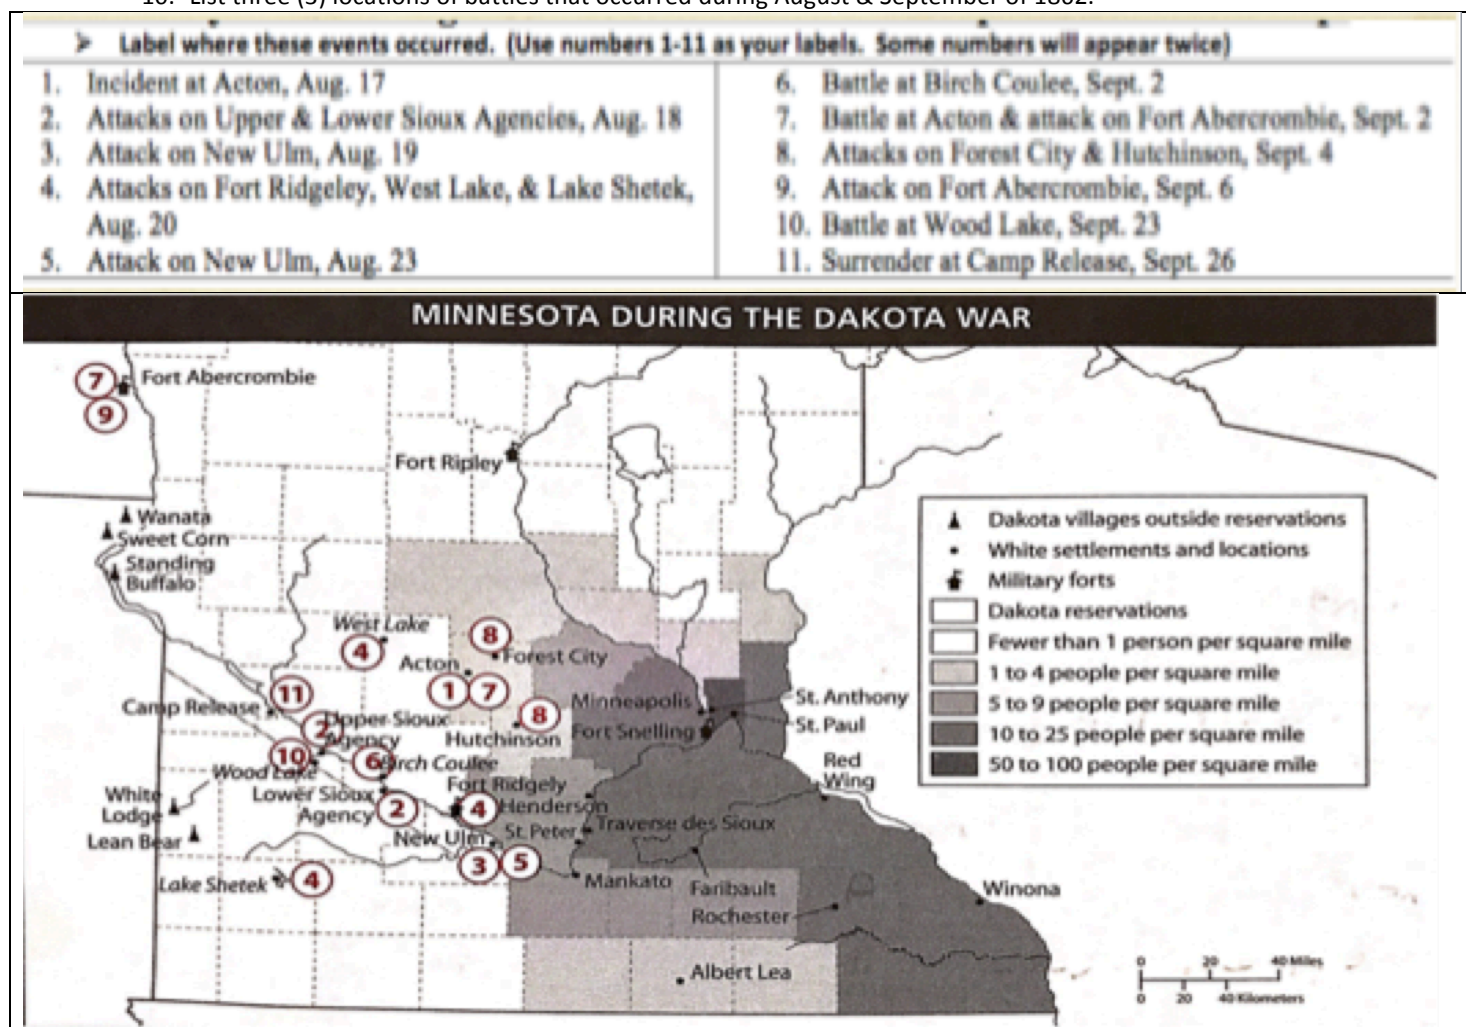 10. List three (3) locations of battles that occurred during August & September of 1862.
➢ Label where these events occurred. (Use numbers 1-11 as your labels. Some numbers will appear twice)
1. Incident at Acton, Aug. 17
2. Attacks on Upper & Lower Sioux Agencies, Aug. 18
3. Attack on New Ulm, Aug. 19
4. Attacks on Fort Ridgeley, West Lake, & Lake Shetek,
Aug. 20
5. Attack on New Ulm, Aug. 23
6. Battle at Birch Coulee, Sept. 2
7. Battle at Acton & attack on Fort Abercrombie, Sept. 2
8. Attacks on Forest City & Hutchinson, Sept. 4
9. Attack on Fort Abercrombie, Sept. 6
10. Battle at Wood Lake, Sept. 23
11. Surrender at Camp Release, Sept. 26
MINNESOTA DURING THE DAKOTA WAR
7
Fort Abercrombie
9
Fort Ripley
Wanata
Sweet Corn
Standing
Buffalo
Dakota villages outside reservations
White settlements and locations
Military forts
Dakota reservations
Fewer than 1 person per square mile
1 to 4 people per square mile
5 to 9 people per square mile
10 to 25 people per square mile
50 to 100 people per square mile
West Lake
4
8
Forest City
Acton
1
7
11
Camp Release
8
Hutchinson
Minneapolis
St. Anthony
Fort Snelling
St. Paul
2
Upper Sioux
Agency
10
Wood Lake
6
Birch Coulee
Red
Wing
White
Lodge
Lower Sioux
Agency
2
Fort Ridgely
4
Henderson
Lean Bear
New Ulm
St. Peter
Traverse des Sioux
3
5
Lake Shetek
4
Mankato
Faribault
Rochester
Winona
Albert Lea
0 20 40 Miles
0 20 40 Kilometers